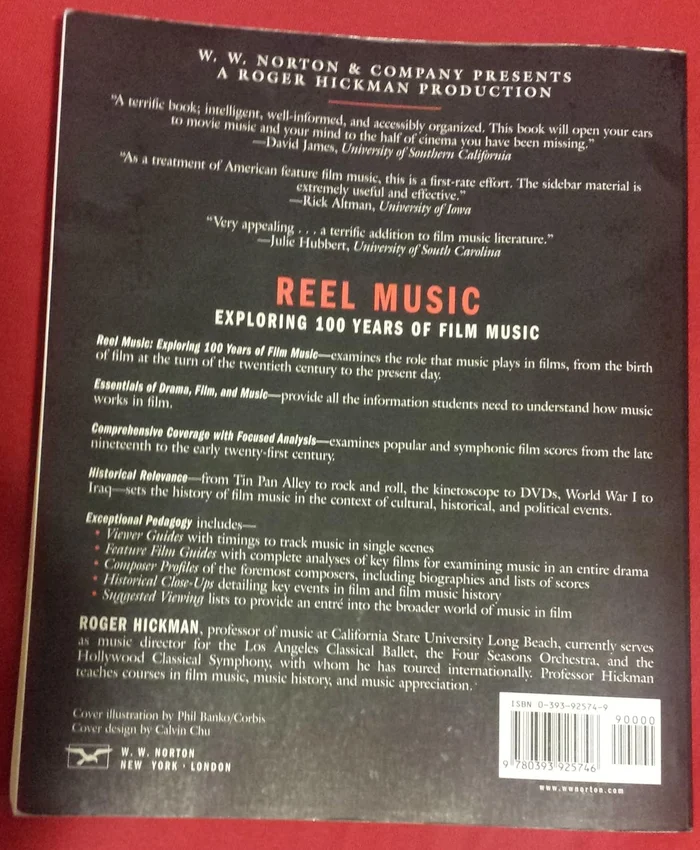 W. W. NORTON & COMPANY PRESENTS
A ROGER HICKMAN PRODUCTION
"A terrific book; intelligent, well-informed, and accessibly organized. This book will open your ears
to movie music and your mind to the half of cinema you have been missing."
—David James, University of Southern California
"As a treatment of American feature film music, this is a first-rate effort. The sidebar material is
extremely useful and effective."
—Rick Altman, University of Iowa
"Very appealing . . . a terrific addition to film music literature."
—Julie Hubbert, University of South Carolina
REEL MUSIC
EXPLORING 100 YEARS OF FILM MUSIC
Reel Music: Exploring 100 Years of Film Music—examines the role that music plays in films, from the birth
of film at the turn of the twentieth century to the present day.
Essentials of Drama, Film, and Music—provide all the information students need to understand how music
works in film.
Comprehensive Coverage with Focused Analysis—examines popular and symphonic film scores from the late
nineteenth to the early twenty-first century.
Historical Relevance—from Tin Pan Alley to rock and roll, the kinetoscope to DVDs, World War I to
Iraq—sets the history of film music in the context of cultural, historical, and political events.
Exceptional Pedagogy includes—
• Viewer Guides with timings to track music in single scenes
• Feature Film Guides with complete analyses of key films for examining music in an entire drama
• Composer Profiles of the foremost composers, including biographies and lists of scores
• Historical Close-Ups detailing key events in film and film music history
• Suggested Viewing lists to provide an entré into the broader world of music in film
ROGER HICKMAN, professor of music at California State University Long Beach, currently serves
as music director for the Los Angeles Classical Ballet, the Four Seasons Orchestra, and the
Hollywood Classical Symphony, with whom he has toured internationally. Professor Hickman
teaches courses in film music, music history, and music appreciation.
Cover illustration by Phil Banko/Corbis
Cover design by Calvin Chu
W. W. NORTON
NEW YORK · LONDON
ISBN 0-393-92574-9
90000
9 780393 925746
www.wwnorton.com